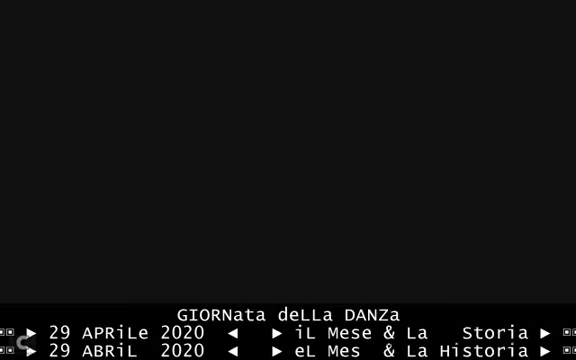 GIORNata deLLa DANZa
▶ 29 APRiLe 2020 ◀ ▶ iL Mese & La Storia ▶
▶ 29 ABRiL 2020 ◀ ▶ eL Mes & La Historia ▶